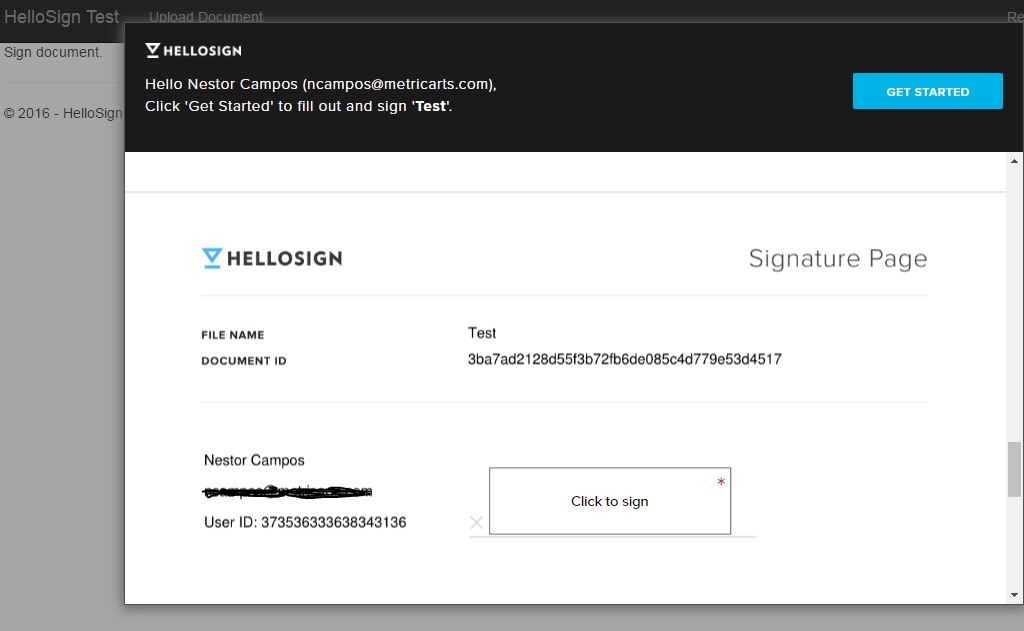 HelloSign Test Upload Document Re
Sign document.
© 2016 - HelloSign
HELLOSIGN
Hello Nestor Campos (ncampos@metricarts.com),
Click 'Get Started' to fill out and sign 'Test'.
GET STARTED
HELLOSIGN
Signature Page
FILE NAME Test
DOCUMENT ID 3ba7ad2128d55f3b72fb6de085c4d779e53d4517
Nestor Campos
User ID: 373536333638343136
Click to sign *